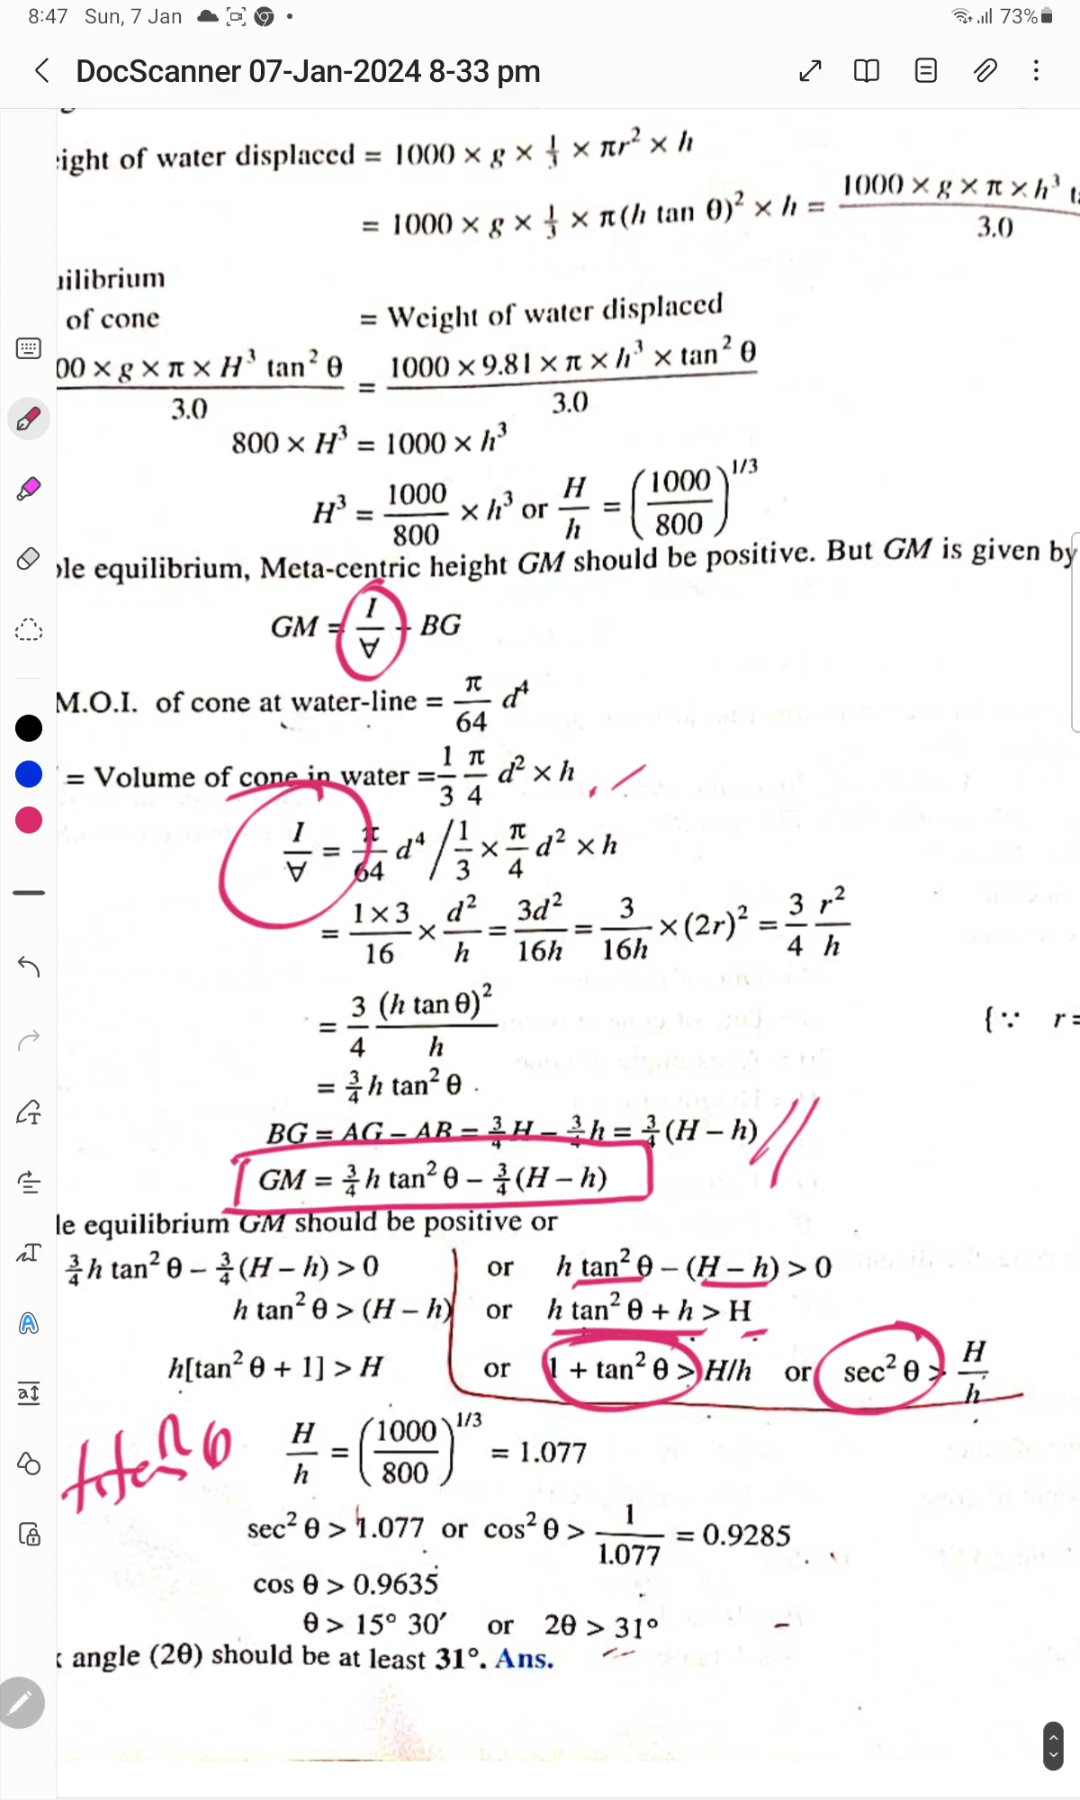 8:47 Sun, 7 Jan 73%
DocScanner 07-Jan-2024 8-33 pm
eight of water displaced = 1000 × g × 1/3 × πr² × h
= 1000 × g × 1/3 × π(h tan θ)² × h = 1000 × g × π × h³ / 3.0
uilibrium
of cone = Weight of water displaced
00 × g × π × H³ tan² θ / 3.0 = 1000 × 9.81 × π × h³ × tan² θ / 3.0
800 × H³ = 1000 × h³
H³ = 1000/800 × h³ or H/h = (1000/800)^1/3
ble equilibrium, Meta-centric height GM should be positive. But GM is given by
GM = I/∀ - BG
M.O.I. of cone at water-line = π/64 d⁴
= Volume of cone in water = 1/3 π/4 d² × h
I/∀ = π/64 d⁴ / 1/3 × π/4 d² × h
= 1×3/16 × d²/h = 3d²/16h = 3/16h × (2r)² = 3/4 r²/h
= 3/4 (h tan θ)²/h {∵ r =
= 3/4 h tan² θ .
BG = AG – AB = 3/4 H – 3/4 h = 3/4 (H – h)
GM = 3/4 h tan² θ – 3/4 (H – h)
le equilibrium GM should be positive or
3/4 h tan² θ – 3/4 (H – h) > 0 or h tan² θ – (H – h) > 0
h tan² θ > (H – h) or h tan² θ + h > H
h[tan² θ + 1] > H or 1 + tan² θ > H/h or sec² θ > H/h
H/h = (1000/800)^1/3 = 1.077
sec² θ > 1.077 or cos² θ > 1/1.077 = 0.9285
cos θ > 0.9635
θ > 15° 30′ or 2θ > 31°
x angle (2θ) should be at least 31°. Ans.